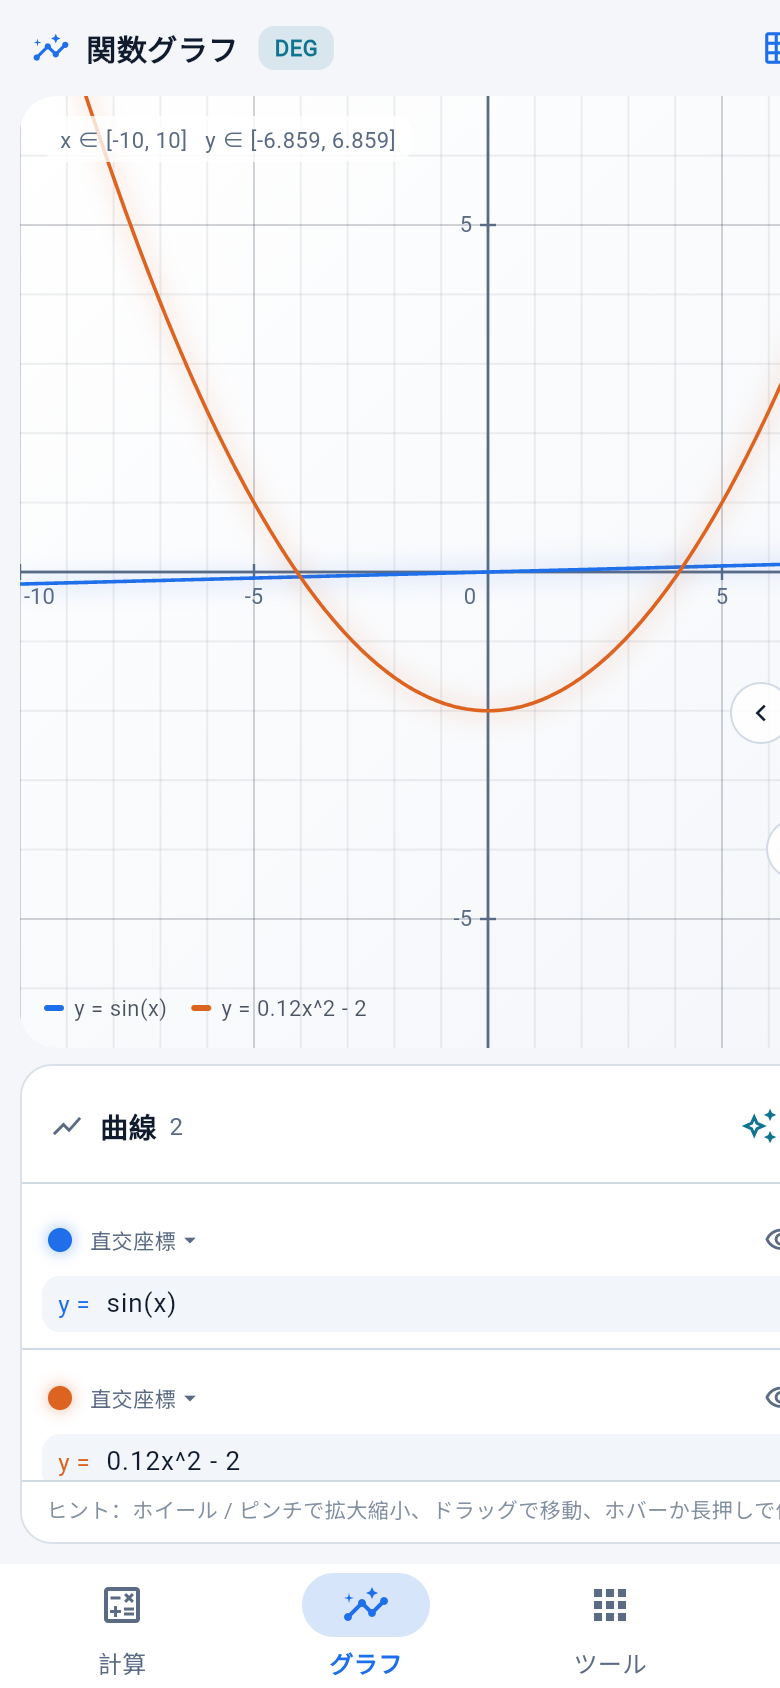 関数グラフ DEG
x ∈ [-10, 10] y ∈ [-6.859, 6.859]
5
-10 -5 0 5
-5
y = sin(x) y = 0.12x^2 - 2
曲線 2
直交座標
y = sin(x)
直交座標
y = 0.12x^2 - 2
ヒント：ホイール / ピンチで拡大縮小、ドラッグで移動、ホバーか長押しで
計算 グラフ ツール